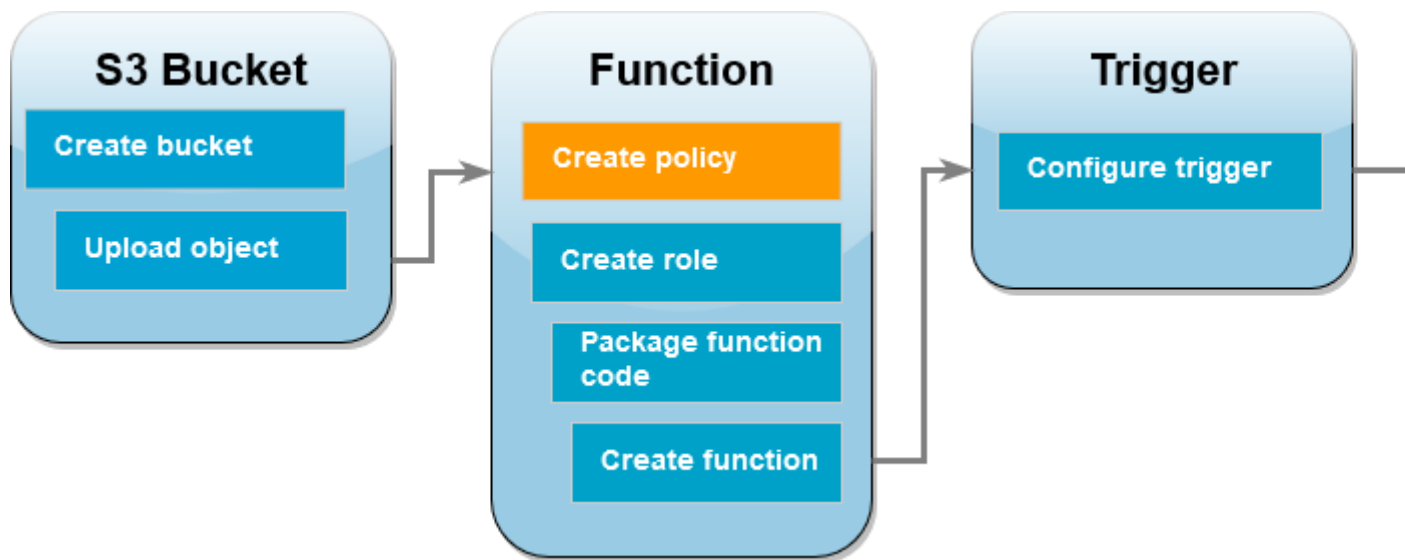 S3 Bucket
Create bucket
Upload object
Function
Create policy
Create role
Package function
code
Create function
Trigger
Configure trigger